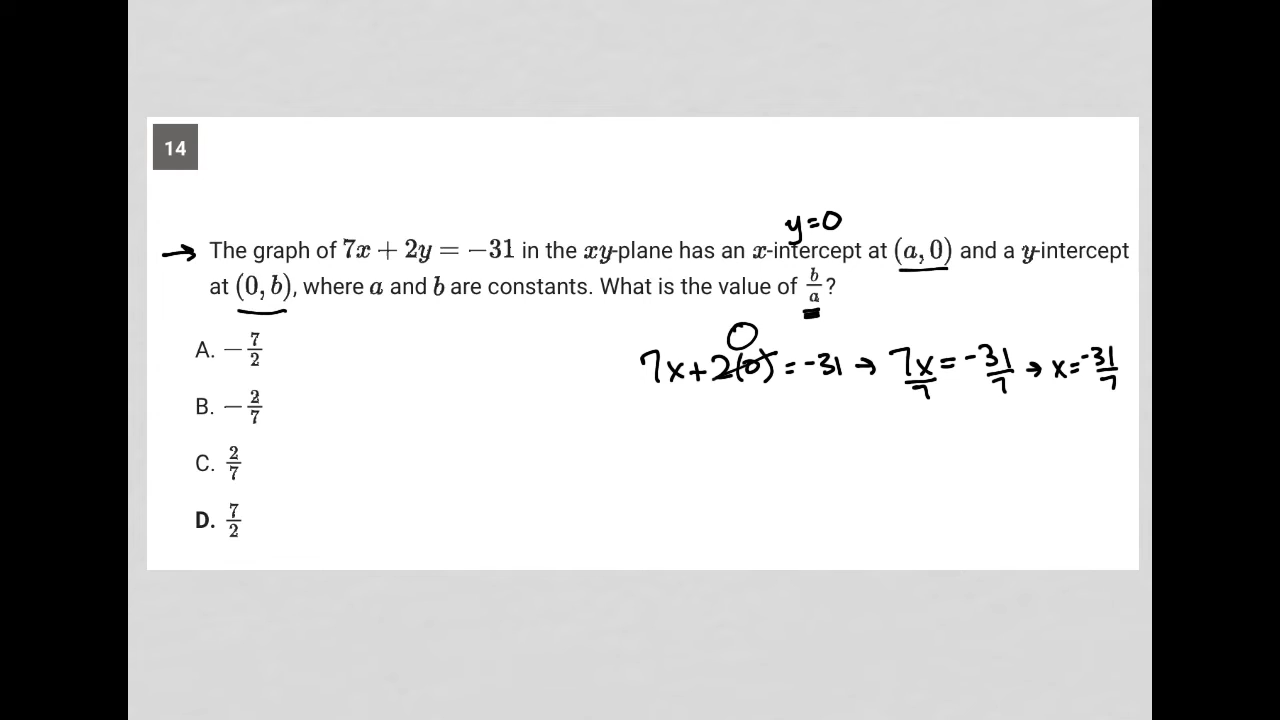 14
y=0
→ The graph of 7x + 2y = −31 in the xy-plane has an x-intercept at (a, 0) and a y-intercept
at (0, b), where a and b are constants. What is the value of b/a?
A. −7/2
0
7x+2(0) = -31 → 7x/7 = -31/7 → x = -31/7
B. −2/7
C. 2/7
D. 7/2